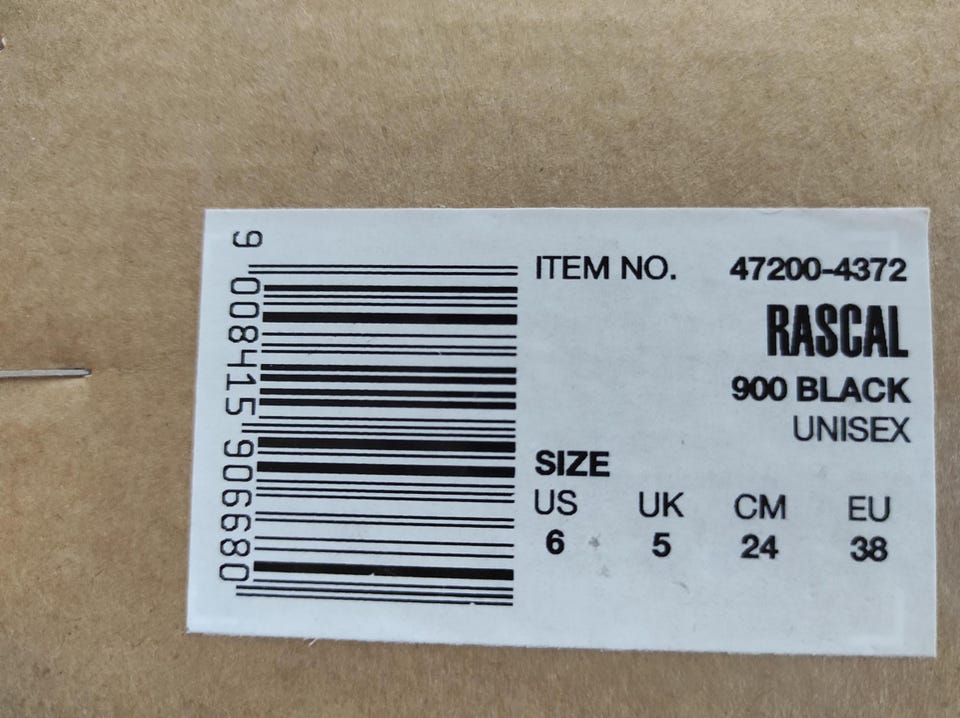 9 008415 906680
ITEM NO. 47200-4372
RASCAL
900 BLACK
UNISEX
SIZE
US UK CM EU
6 5 24 38